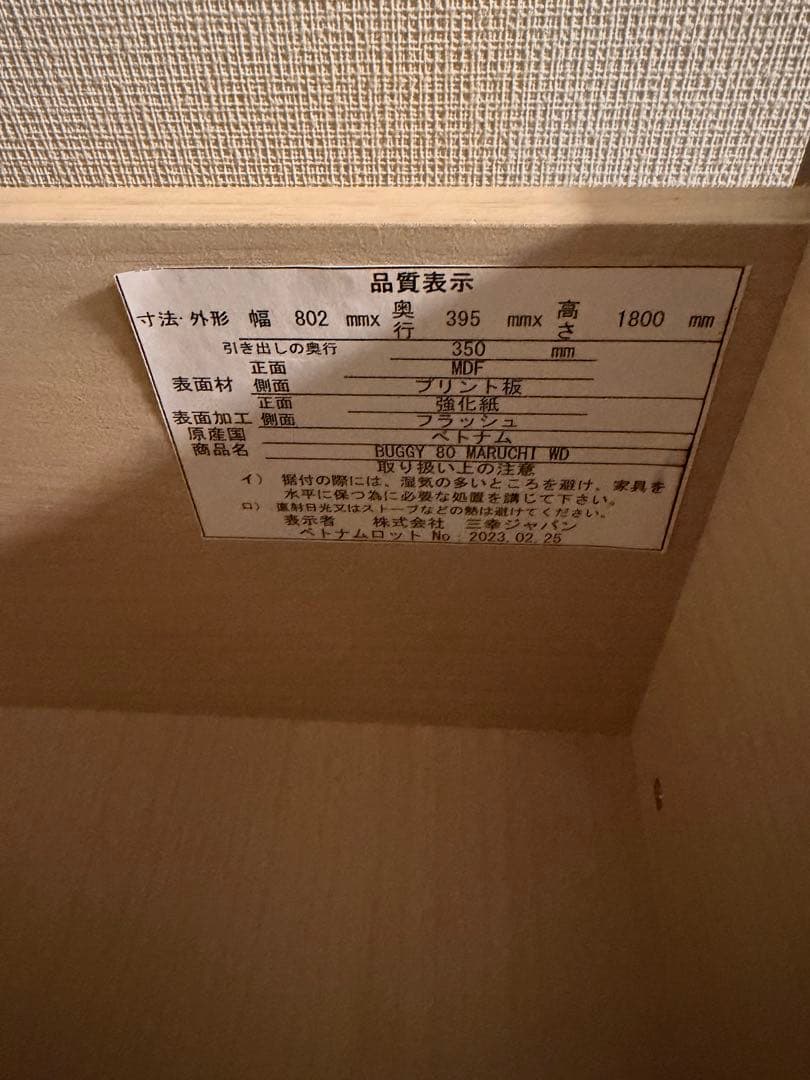 品質表示
寸法・外形 幅 802 mmx 奥行 395 mmx 高さ 1800 mm
引き出しの奥行 350 mm
表面材 正面 MDF
側面 プリント板
表面加工 正面 強化紙
側面 フラッシュ
原産国 ベトナム
商品名 BUGGY 80 MARUCHI WD
取り扱い上の注意
イ） 据付の際には、湿気の多いところを避け、家具を
水平に保つ為に必要な処置を講じて下さい。
ロ） 直射日光又はストーブなどの熱は避けてください。
表示者 株式会社 三幸ジャパン
ベトナムロット No 2023.02.25